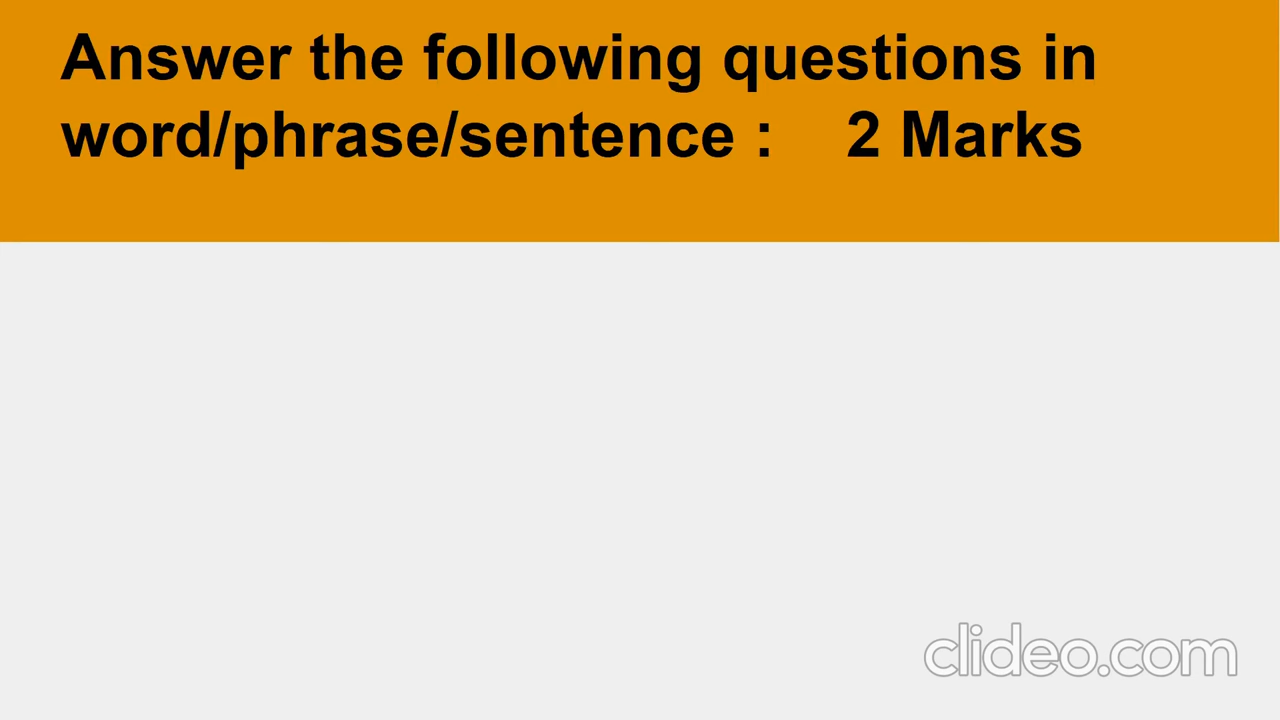 Answer the following questions in
word/phrase/sentence : 2 Marks
clideo.com